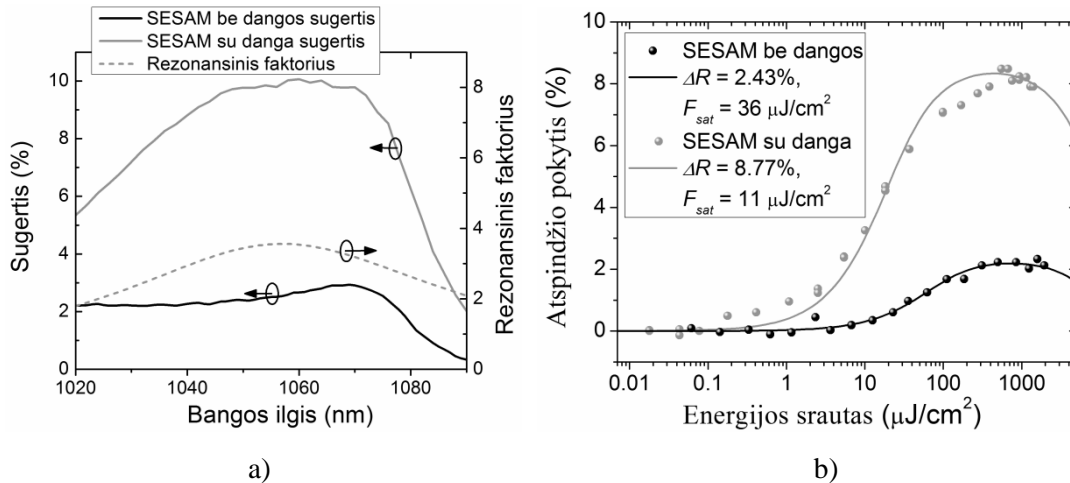 SESAM be dangos sugertis
SESAM su danga sugertis
Rezonansinis faktorius
Sugertis (%)
10
8
6
4
2
0
8
6
4
2
0
Rezonansinis faktorius
1020 1040 1060 1080
Bangos ilgis (nm)
a)
Atspindžio pokytis (%)
10
8
6
4
2
0
SESAM be dangos
ΔR = 2.43%,
F_sat = 36 µJ/cm²
SESAM su danga
ΔR = 8.77%,
F_sat = 11 µJ/cm²
0.01 0.1 1 10 100 1000
Energijos srautas (µJ/cm²)
b)